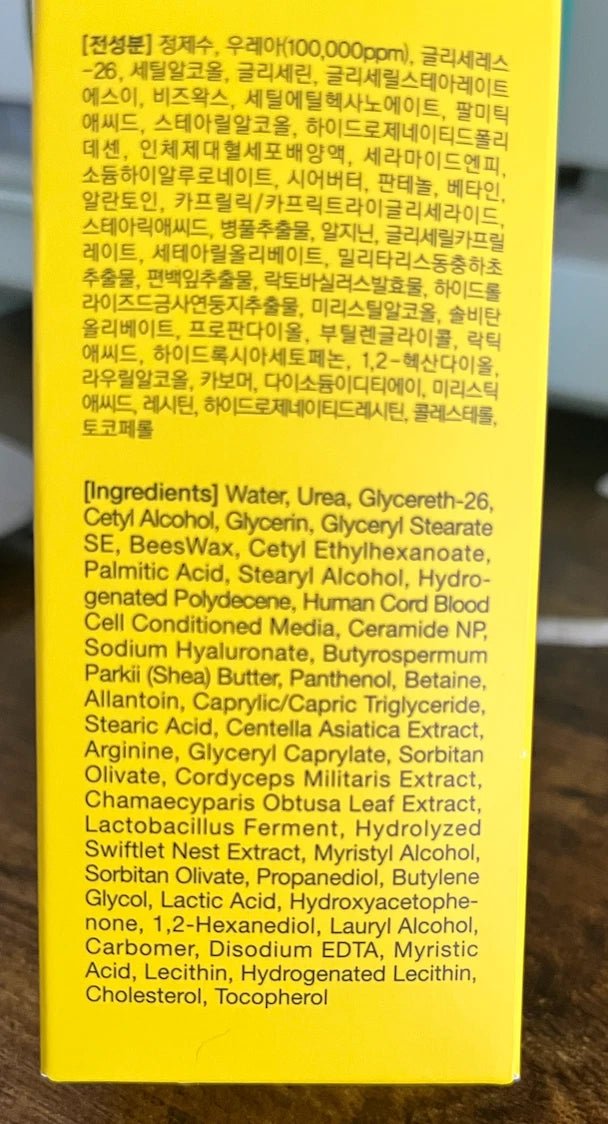 [전성분] 정제수, 우레아(100,000ppm), 글리세레스
-26, 세틸알코올, 글리세린, 글리세릴스테아레이트
에스이, 비즈왁스, 세틸에틸헥사노에이트, 팔미틱
애씨드, 스테아릴알코올, 하이드로제네이티드폴리
데센, 인체제대혈세포배양액, 세라마이드엔피,
소듐하이알루로네이트, 시어버터, 판테놀, 베타인,
알란토인, 카프릴릭/카프릭트라이글리세라이드,
스테아릭애씨드, 병풀추출물, 알지닌, 글리세릴카프릴
레이트, 세테아릴올리베이트, 밀리타리스동충하초
추출물, 편백잎추출물, 락토바실러스발효물, 하이드롤
라이즈드금사연둥지추출물, 미리스틸알코올, 솔비탄
올리베이트, 프로판다이올, 부틸렌글라이콜, 락틱
애씨드, 하이드록시아세토페논, 1,2-헥산다이올,
라우릴알코올, 카보머, 다이소듐이디티에이, 미리스틱
애씨드, 레시틴, 하이드로제네이티드레시틴, 콜레스테롤,
토코페롤
[Ingredients] Water, Urea, Glycereth-26,
Cetyl Alcohol, Glycerin, Glyceryl Stearate
SE, BeesWax, Cetyl Ethylhexanoate,
Palmitic Acid, Stearyl Alcohol, Hydro-
genated Polydecene, Human Cord Blood
Cell Conditioned Media, Ceramide NP,
Sodium Hyaluronate, Butyrospermum
Parkii (Shea) Butter, Panthenol, Betaine,
Allantoin, Caprylic/Capric Triglyceride,
Stearic Acid, Centella Asiatica Extract,
Arginine, Glyceryl Caprylate, Sorbitan
Olivate, Cordyceps Militaris Extract,
Chamaecyparis Obtusa Leaf Extract,
Lactobacillus Ferment, Hydrolyzed
Swiftlet Nest Extract, Myristyl Alcohol,
Sorbitan Olivate, Propanediol, Butylene
Glycol, Lactic Acid, Hydroxyacetophe-
none, 1,2-Hexanediol, Lauryl Alcohol,
Carbomer, Disodium EDTA, Myristic
Acid, Lecithin, Hydrogenated Lecithin,
Cholesterol, Tocopherol